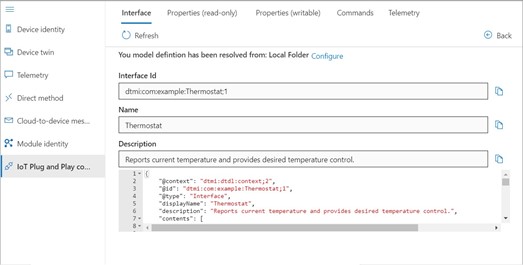 Interface
Properties (read-only)
Properties (writable)
Commands
Telemetry
Refresh
Back
Device identity
Device twin
Telemetry
Direct method
Cloud-to-device mes...
Module identity
IoT Plug and Play co...
You model defintion has been resolved from: Local Folder Configure
Interface Id
dtmi:com:example:Thermostat;1
Name
Thermostat
Description
Reports current temperature and provides desired temperature control.
1 {
2 "@context": "dtmi:dtdl:context;2",
3 "@id": "dtmi:com:example:Thermostat;1",
4 "@type": "Interface",
5 "displayName": "Thermostat",
6 "description": "Reports current temperature and provides desired temperature control.",
7 "contents": [
8